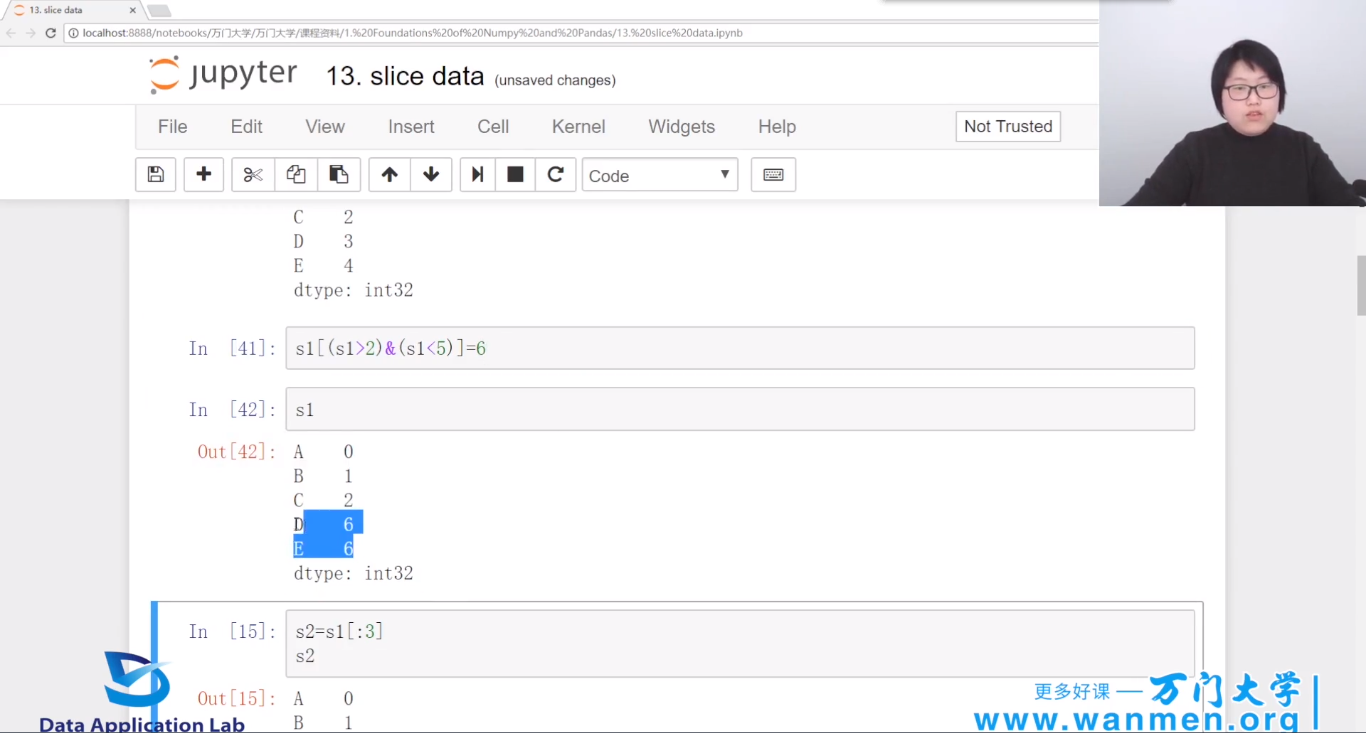 13. slice data
localhost:8888/notebooks/万门大学/万门大学/课程资料/1.%20Foundations%20of%20Numpy%20and%20Pandas/13.%20slice%20data.ipynb
jupyter 13. slice data (unsaved changes)
File Edit View Insert Cell Kernel Widgets Help Not Trusted
Code
C 2
D 3
E 4
dtype: int32
In [41]: s1[(s1>2)&(s1<5)]=6
In [42]: s1
Out[42]: A 0
B 1
C 2
D 6
E 6
dtype: int32
In [15]: s2=s1[:3]
s2
Out[15]: A 0
B 1
Data Application Lab
更多好课 — 万门大学
www.wanmen.org